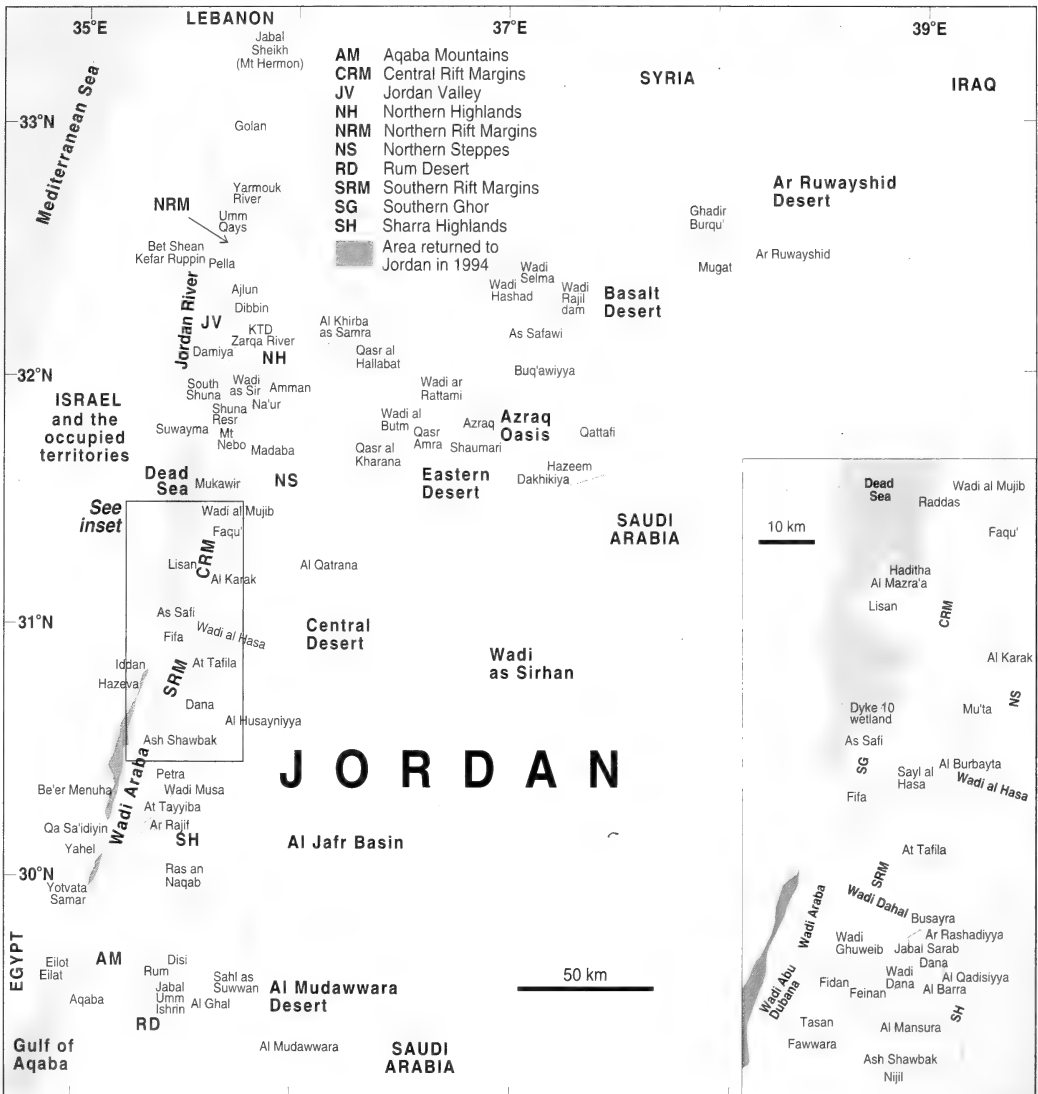 35°E
LEBANON
37°E
39°E
Jabal
Sheikh
(Mt Hermon)
AM Aqaba Mountains
CRM Central Rift Margins
JV Jordan Valley
NH Northern Highlands
NRM Northern Rift Margins
NS Northern Steppes
RD Rum Desert
SRM Southern Rift Margins
SG Southern Ghor
SH Sharra Highlands
Area returned to
Jordan in 1994
SYRIA
IRAQ
Mediterranean Sea
33°N
Golan
Yarmouk
River
NRM
Umm
Qays
Bet Shean
Kefar Ruppin
Pella
Ar Ruwayshid
Desert
Ghadir
Burqu'
Ar Ruwayshid
Mugat
Wadi
Selma
Wadi
Hashad
Wadi
Rajil
dam
Basalt
Desert
Ajlun
Dibbin
Jordan River
JV
KTD
Zarqa River
Damiya
NH
Al Khirba
as Samra
Qasr al
Hallabat
As Safawi
Buq'awiyya
32°N
South
Shuna
Wadi
as Sir
Amman
Shuna
Na'ur
Resr
Suwayma
Mt
Nebo
Madaba
Wadi ar
Rattami
Wadi al
Butm
Qasr
Amra
Azraq
Shaumari
Azraq
Oasis
Qattafi
Qasr al
Kharana
Hazeem
Dakhikiya
Eastern
Desert
ISRAEL
and the
occupied
territories
Dead
Sea
Mukawir
NS
See
inset
Wadi al Mujib
Faqu'
CRM
Lisan
Al Karak
Al Qatrana
SAUDI
ARABIA
31°N
As Safi
Fifa
Wadi al Hasa
Central
Desert
Iddan
At Tafila
Hazeva
SRM
Wadi
as Sirhan
Dana
Al Husayniyya
Ash Shawbak
JORDAN
Wadi Araba
Petra
Be'er Menuha
Wadi Musa
At Tayyiba
Qa Sa'idiyin
Ar Rajif
SH
Yahel
Al Jafr Basin
30°N
Ras an
Naqab
Yotvata
Samar
EGYPT
AM
Eilot
Eilat
Disi
Rum
Aqaba
Jabal
Umm
Ishrin
Sahl as
Suwwan
Al Ghal
RD
Al Mudawwara
Desert
50 km
Gulf of
Aqaba
Al Mudawwara
SAUDI
ARABIA
Dead
Sea
Wadi al Mujib
Raddas
10 km
Faqu'
Haditha
Al Mazra'a
Lisan
CRM
Al Karak
NS
Dyke 10
wetland
Mu'ta
As Safi
SG
Al Burbayta
Sayl al
Hasa
Wadi al Hasa
Fifa
At Tafila
SRM
Wadi Dahal
Wadi Araba
Busayra
Wadi
Ghuweib
Ar Rashadiyya
Jabal Sarab
Dana
Wadi
Dana
Al Qadisiyya
Fidan
Feinan
Al Barra
Wadi Abu
Dubana
SH
Tasan
Al Mansura
Fawwara
Ash Shawbak
Nijil